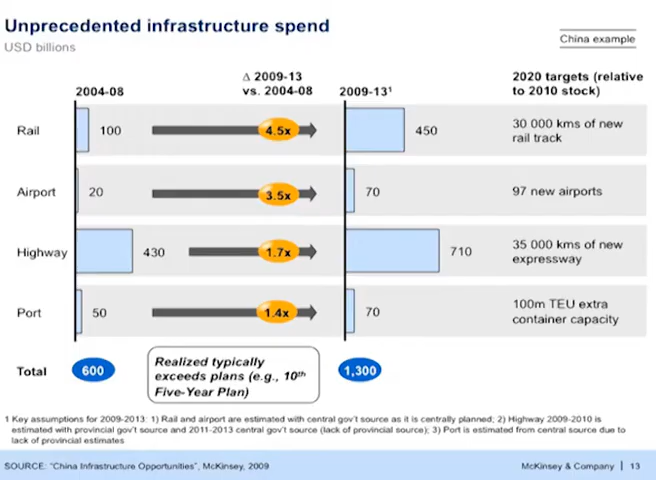 Unprecedented infrastructure spend
USD billions
China example
2004-08
Δ 2009-13
vs. 2004-08
2009-13¹
2020 targets (relative
to 2010 stock)
Rail
100
4.5x
450
30 000 kms of new
rail track
Airport
20
3.5x
70
97 new airports
Highway
430
1.7x
710
35 000 kms of new
expressway
Port
50
1.4x
70
100m TEU extra
container capacity
Total
600
Realized typically
exceeds plans (e.g., 10th
Five-Year Plan)
1,300
1 Key assumptions for 2009-2013: 1) Rail and airport are estimated with central gov't source as it is centrally planned; 2) Highway 2009-2010 is
estimated with provincial gov't source and 2011-2013 central gov't source (lack of provincial source); 3) Port is estimated from central source due to
lack of provincial estimates
SOURCE: "China Infrastructure Opportunities", McKinsey, 2009
McKinsey & Company | 13